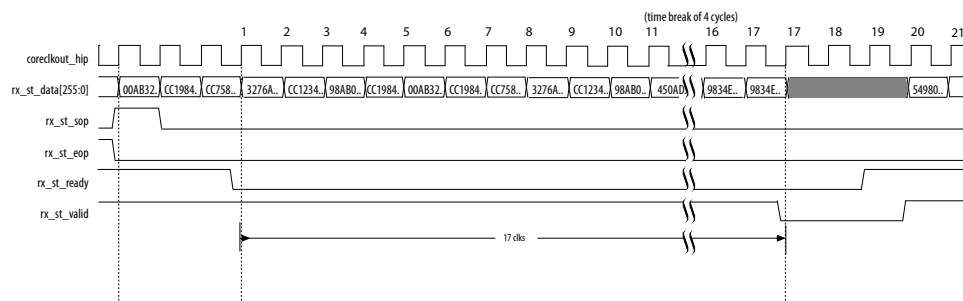 (time break of 4 cycles)
1 2 3 4 5 6 7 8 9 10 11 16 17 17 18 19 20 21
coreclkout_hip
rx_st_data[255:0] 00AB32. CC1984. CC758.. 3276A.. CC1234.. 98AB0.. CC1984. 00AB32. CC1984. CC758.. 3276A.. CC1234.. 98AB0.. 450AD 9834E.. 9834E.. 54980..
rx_st_sop
rx_st_eop
rx_st_ready
rx_st_valid
17 clks